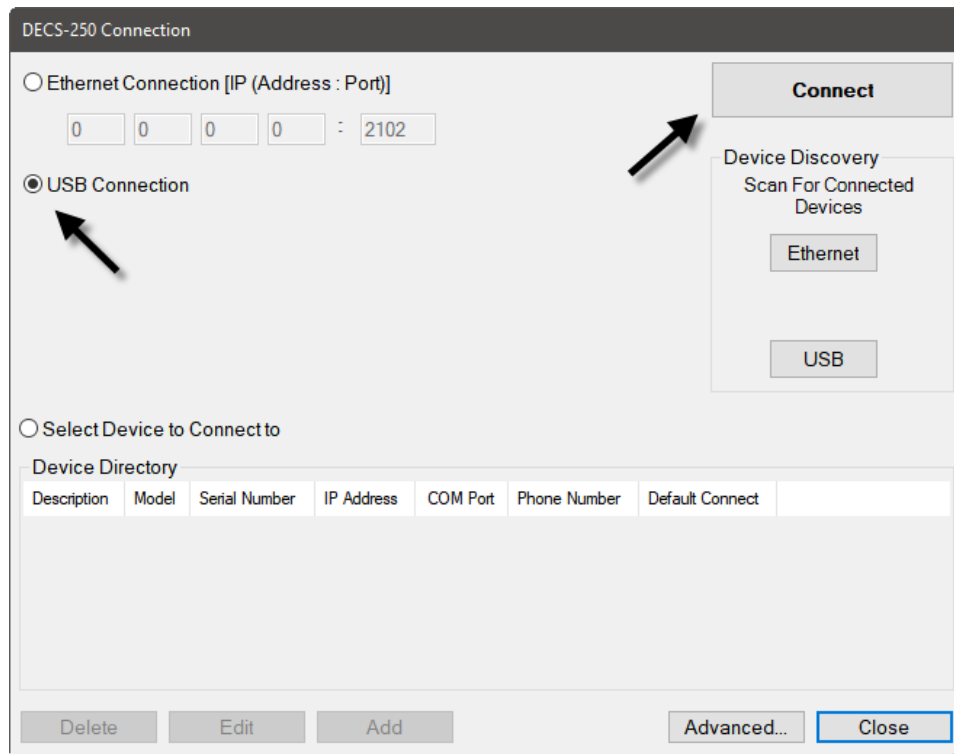 DECS-250 Connection
Ethernet Connection [IP (Address : Port)]
0 0 0 0 : 2102
Connect
USB Connection
Device Discovery
Scan For Connected
Devices
Ethernet
USB
Select Device to Connect to
Device Directory
Description Model Serial Number IP Address COM Port Phone Number Default Connect
Delete Edit Add Advanced... Close